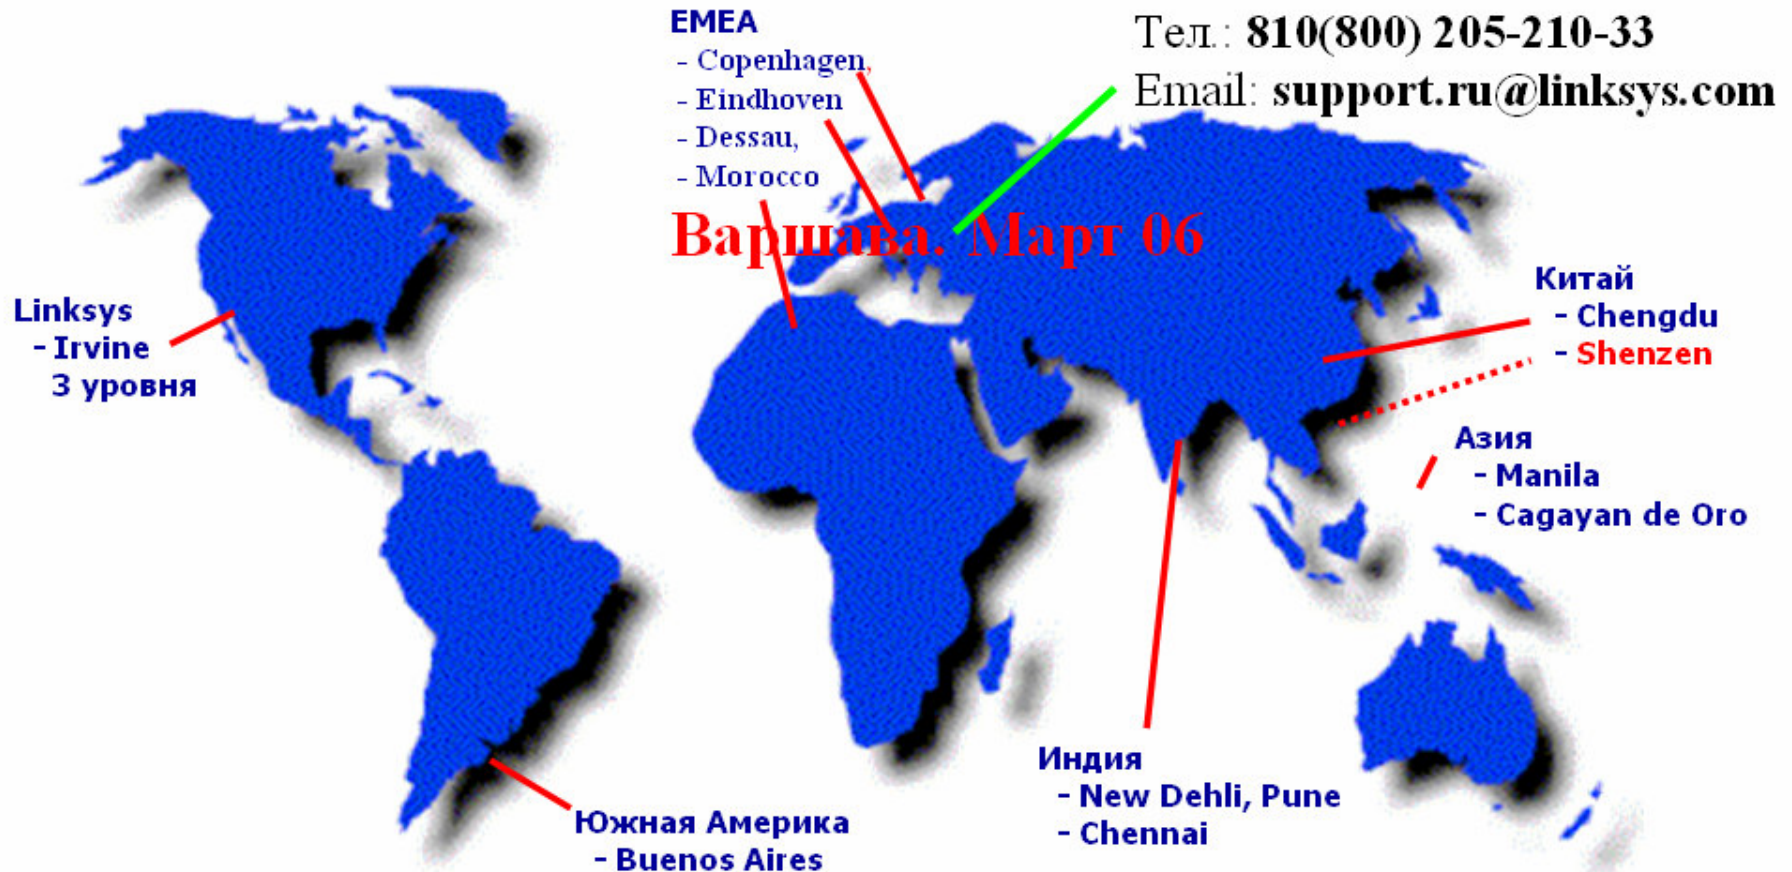 EMEA
- Copenhagen,
- Eindhoven
- Dessau,
- Morocco
Тел.: 810(800) 205-210-33
Email: support.ru@linksys.com
Варшава. Март 06
Linksys
- Irvine
3 уровня
Китай
- Chengdu
- Shenzen
Азия
- Manila
- Cagayan de Oro
Индия
- New Dehli, Pune
- Chennai
Южная Америка
- Buenos Aires